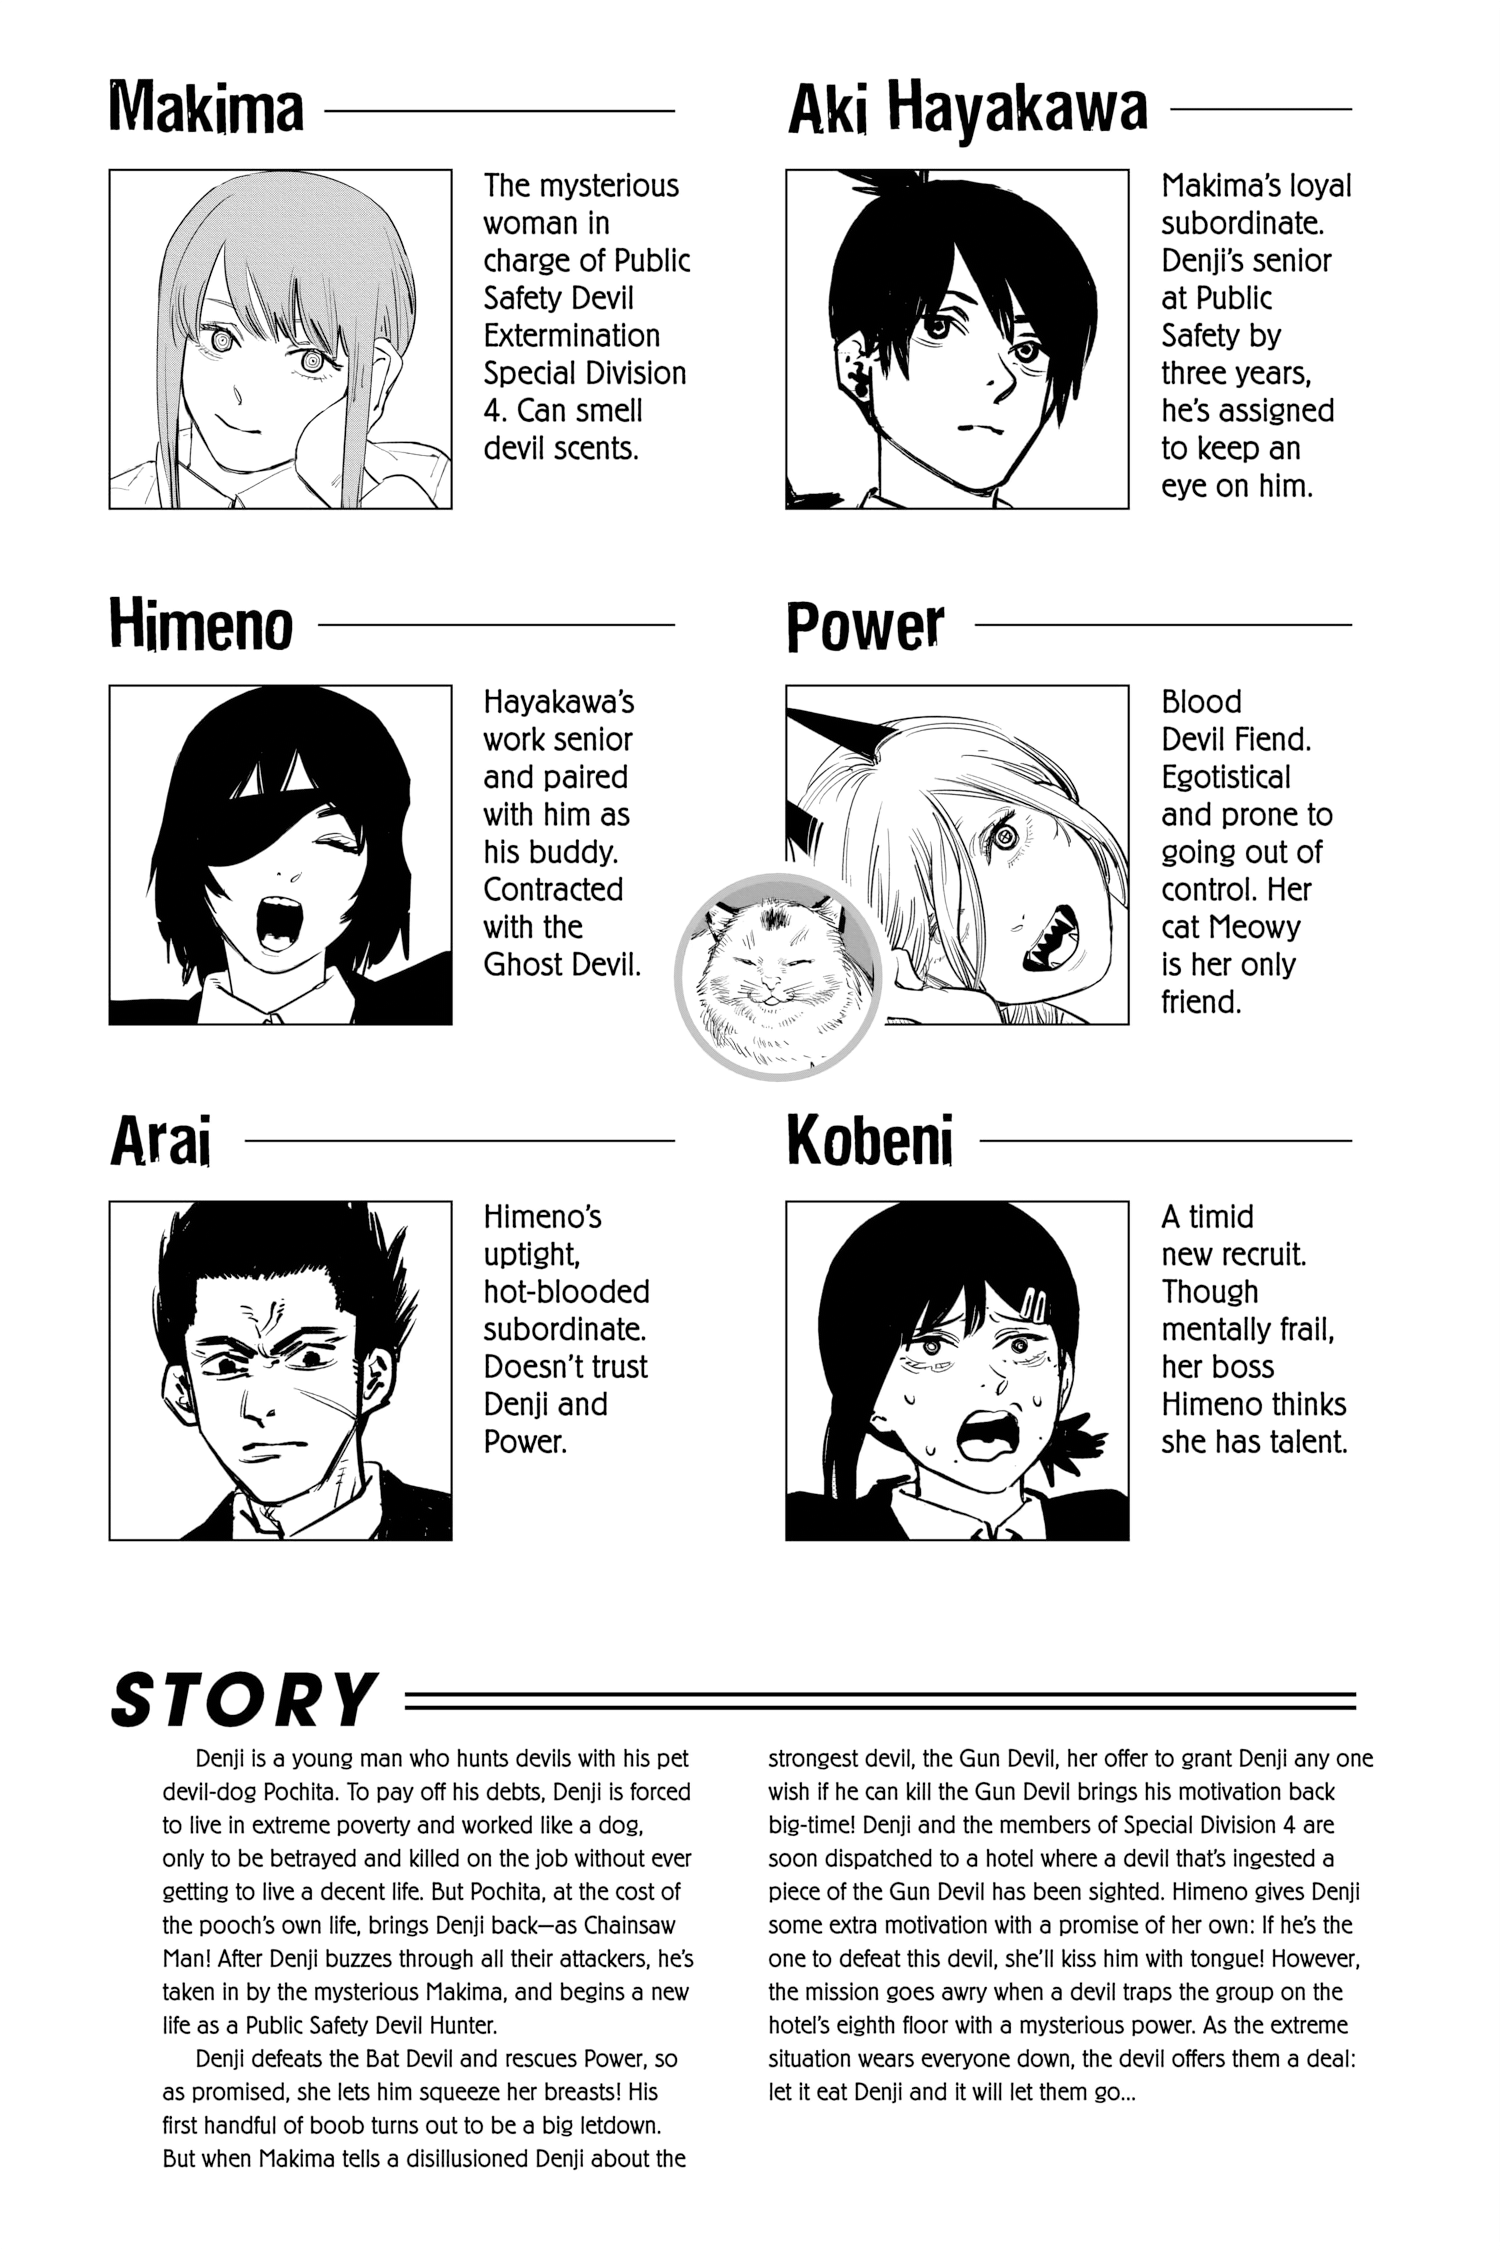 Makima
The mysterious
woman in
charge of Public
Safety Devil
Extermination
Special Division
4. Can smell
devil scents.
Aki Hayakawa
Makima's loyal
subordinate.
Denji's senior
at Public
Safety by
three years,
he's assigned
to keep an
eye on him.
Himeno
Hayakawa's
work senior
and paired
with him as
his buddy.
Contracted
with the
Ghost Devil.
Power
Blood
Devil Fiend.
Egotistical
and prone to
going out of
control. Her
cat Meowy
is her only
friend.
Arai
Himeno's
uptight,
hot-blooded
subordinate.
Doesn't trust
Denji and
Power.
Kobeni
A timid
new recruit.
Though
mentally frail,
her boss
Himeno thinks
she has talent.
STORY
Denji is a young man who hunts devils with his pet
devil-dog Pochita. To pay off his debts, Denji is forced
to live in extreme poverty and worked like a dog,
only to be betrayed and killed on the job without ever
getting to live a decent life. But Pochita, at the cost of
the pooch's own life, brings Denji back—as Chainsaw
Man! After Denji buzzes through all their attackers, he's
taken in by the mysterious Makima, and begins a new
life as a Public Safety Devil Hunter.
Denji defeats the Bat Devil and rescues Power, so
as promised, she lets him squeeze her breasts! His
first handful of boob turns out to be a big letdown.
But when Makima tells a disillusioned Denji about the
strongest devil, the Gun Devil, her offer to grant Denji any one
wish if he can kill the Gun Devil brings his motivation back
big-time! Denji and the members of Special Division 4 are
soon dispatched to a hotel where a devil that's ingested a
piece of the Gun Devil has been sighted. Himeno gives Denji
some extra motivation with a promise of her own: If he's the
one to defeat this devil, she'll kiss him with tongue! However,
the mission goes awry when a devil traps the group on the
hotel's eighth floor with a mysterious power. As the extreme
situation wears everyone down, the devil offers them a deal:
let it eat Denji and it will let them go...